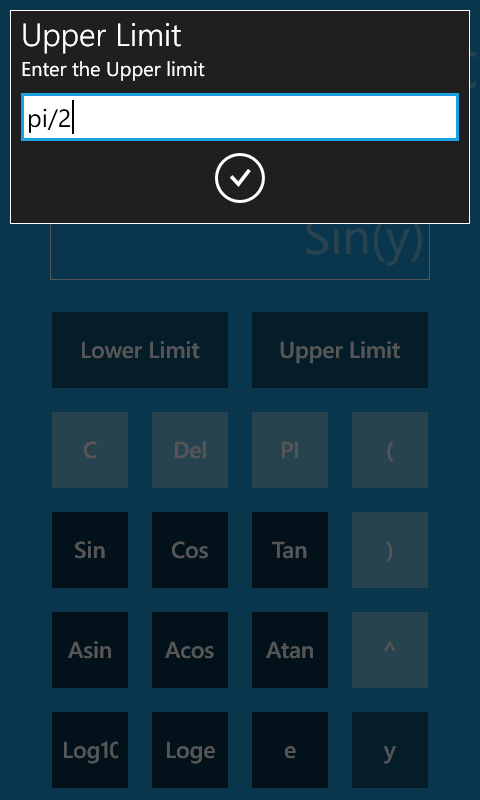 Upper Limit
Enter the Upper limit
pi/2
Sin(y)
Lower Limit Upper Limit
C Del PI (
Sin Cos Tan )
Asin Acos Atan ^
Log10 Loge e y